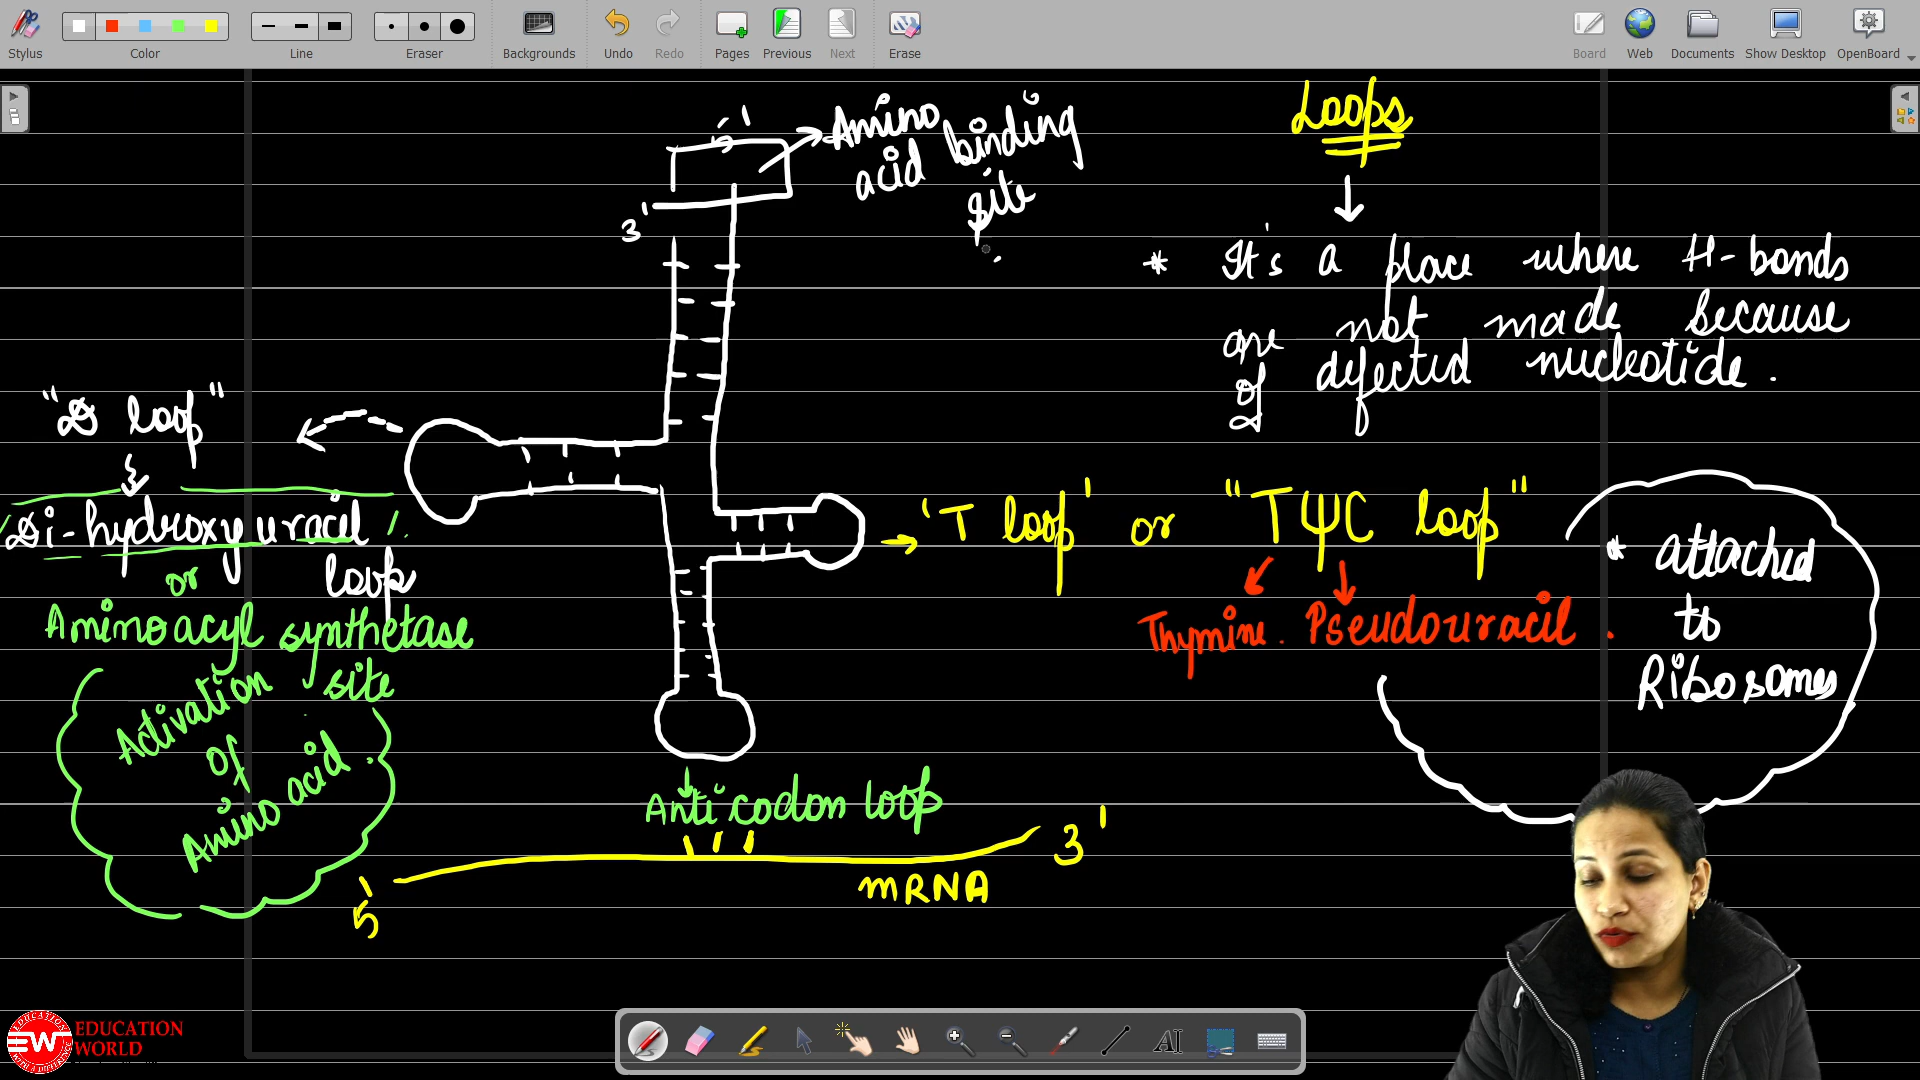 Stylus
Color
Line
Eraser
Backgrounds
Undo
Redo
Pages
Previous
Next
Erase
Board
Web
Documents
Show Desktop
OpenBoard
5'
Amino
acid binding
site
3'
Loops
* It's a place where H-bonds
are not made because
of defected nucleotide.
"D loop"
Di-hydroxy uracil
loop
or
Aminoacyl synthetase
site
Activation
of
Amino acid.
'T loop' or "TΨC loop"
Thymine. Pseudouracil.
* attached
to
Ribosomes
Anticodon loop
3'
mRNA
5'
EDUCATION
WORLD
EW
AI